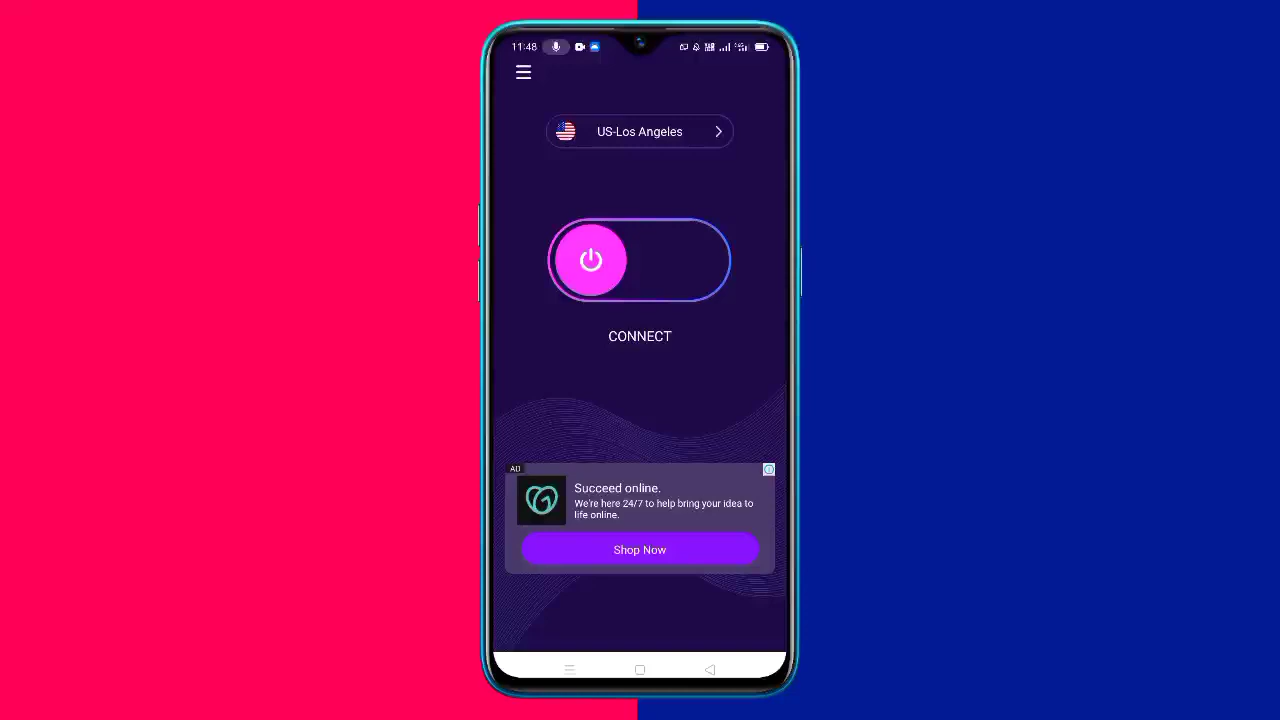 11:48
US-Los Angeles
CONNECT
AD
Succeed online.
We're here 24/7 to help bring your idea to
life online.
Shop Now